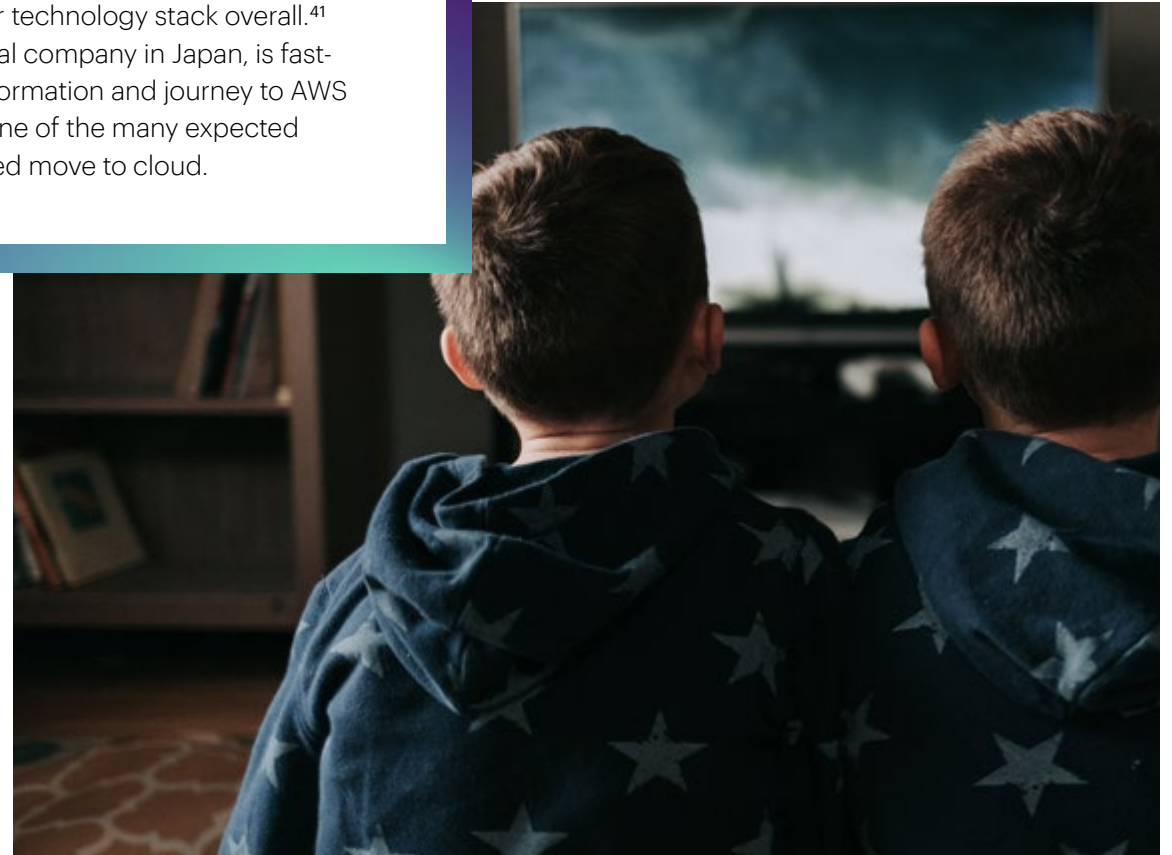 r technology stack overall.⁴¹
al company in Japan, is fast-
ormation and journey to AWS
ne of the many expected
ed move to cloud.